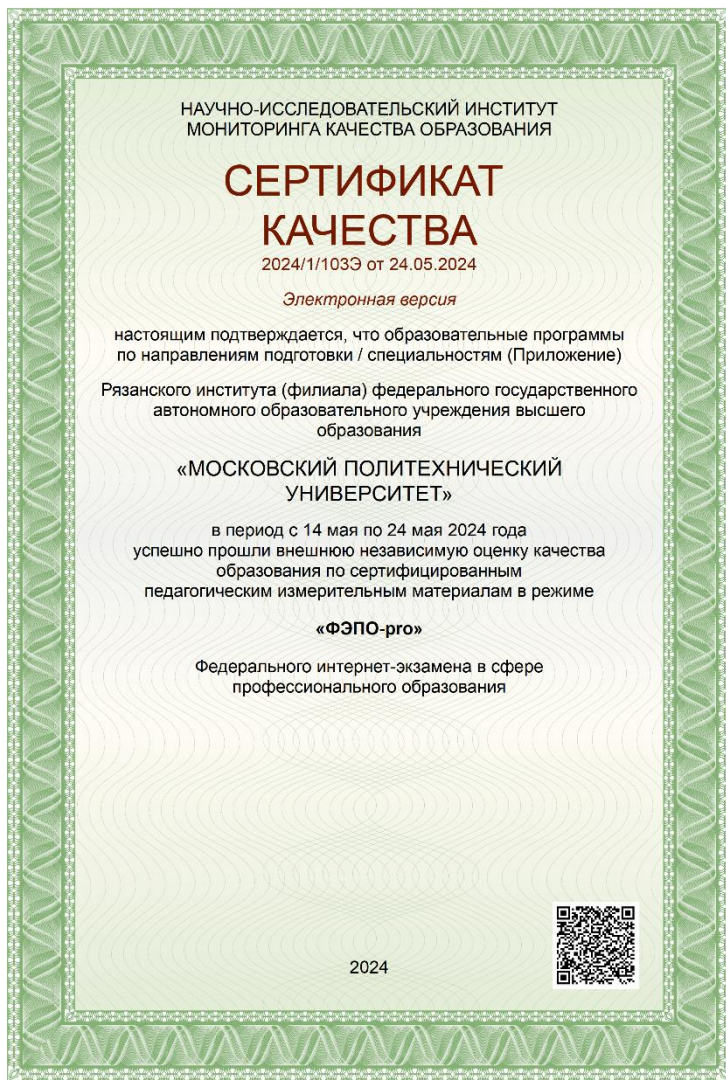 НАУЧНО-ИССЛЕДОВАТЕЛЬСКИЙ ИНСТИТУТ
МОНИТОРИНГА КАЧЕСТВА ОБРАЗОВАНИЯ
СЕРТИФИКАТ
КАЧЕСТВА
2024/1/103Э от 24.05.2024
Электронная версия
настоящим подтверждается, что образовательные программы
по направлениям подготовки / специальностям (Приложение)
Рязанского института (филиала) федерального государственного
автономного образовательного учреждения высшего
образования
«МОСКОВСКИЙ ПОЛИТЕХНИЧЕСКИЙ
УНИВЕРСИТЕТ»
в период с 14 мая по 24 мая 2024 года
успешно прошли внешнюю независимую оценку качества
образования по сертифицированным
педагогическим измерительным материалам в режиме
«ФЭПО-pro»
Федерального интернет-экзамена в сфере
профессионального образования
2024